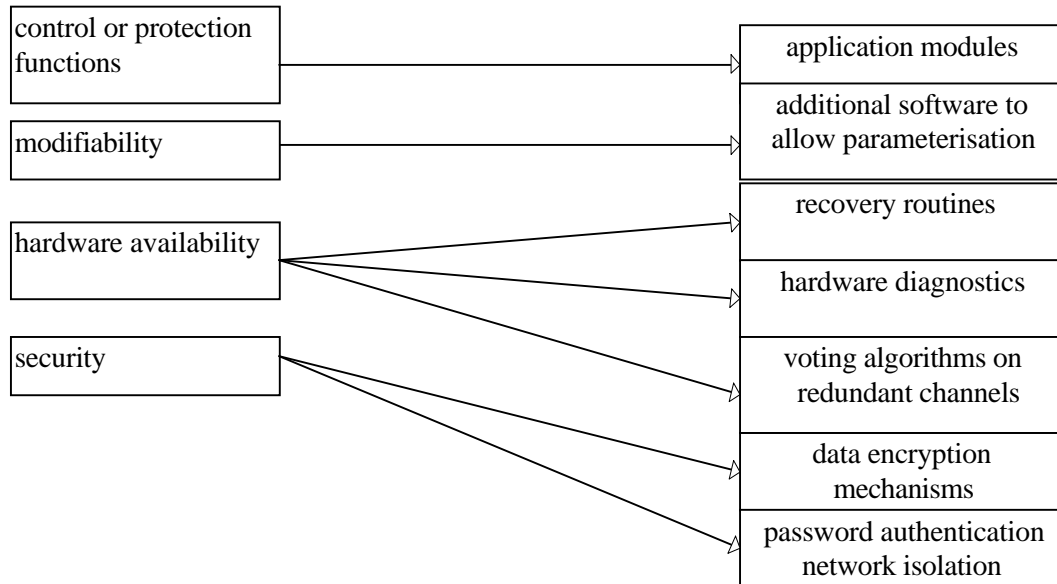 control or protection
functions
modifiability
hardware availability
security
application modules
additional software to
allow parameterisation
recovery routines
hardware diagnostics
voting algorithms on
redundant channels
data encryption
mechanisms
password authentication
network isolation